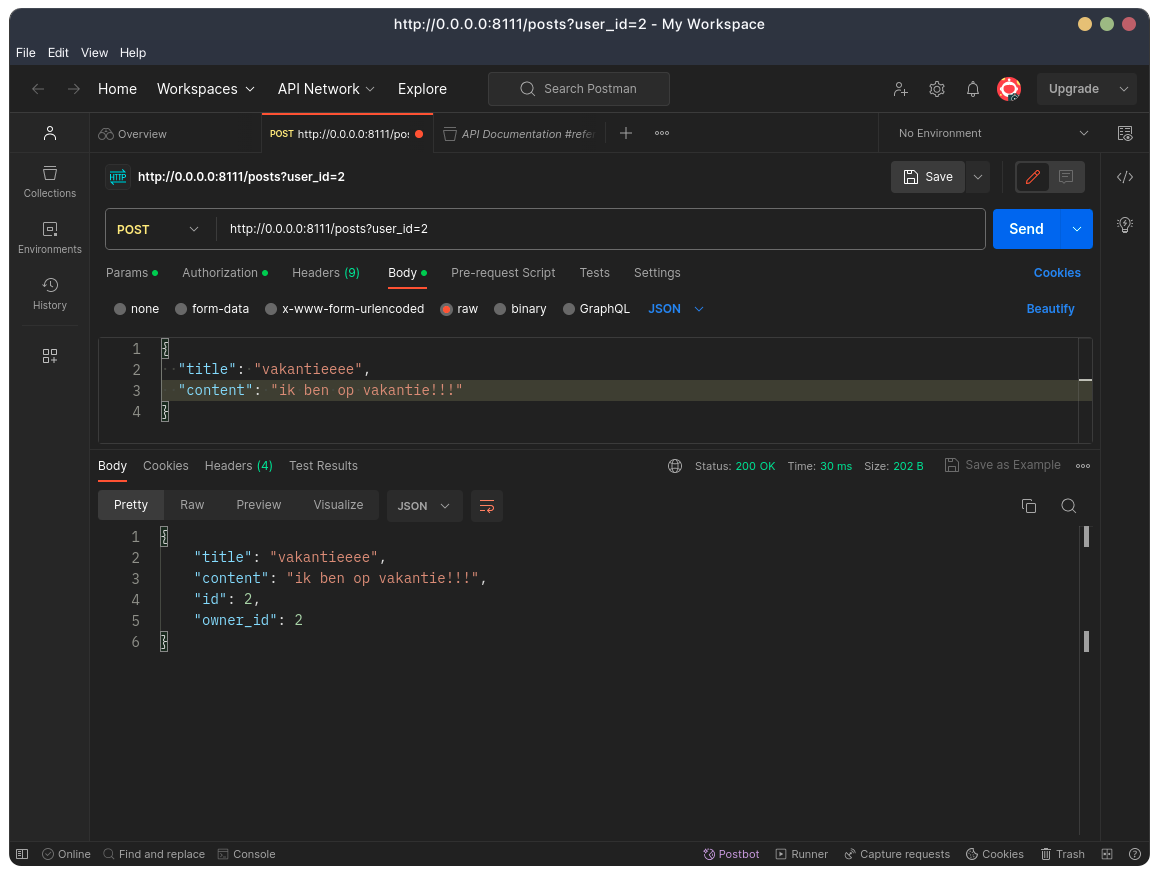 http://0.0.0.0:8111/posts?user_id=2 - My Workspace
File Edit View Help
Home Workspaces API Network Explore Search Postman Upgrade
Overview POST http://0.0.0.0:8111/pos API Documentation #refe No Environment
HTTP http://0.0.0.0:8111/posts?user_id=2 Save
Collections
Environments
History
POST http://0.0.0.0:8111/posts?user_id=2 Send
Params Authorization Headers (9) Body Pre-request Script Tests Settings Cookies
none form-data x-www-form-urlencoded raw binary GraphQL JSON Beautify
1 {
2 "title": "vakantieeee",
3 "content": "ik ben op vakantie!!!"
4 }
Body Cookies Headers (4) Test Results Status: 200 OK Time: 30 ms Size: 202 B Save as Example
Pretty Raw Preview Visualize JSON
1 {
2 "title": "vakantieeee",
3 "content": "ik ben op vakantie!!!",
4 "id": 2,
5 "owner_id": 2
6 }
Online Find and replace Console Postbot Runner Capture requests Cookies Trash